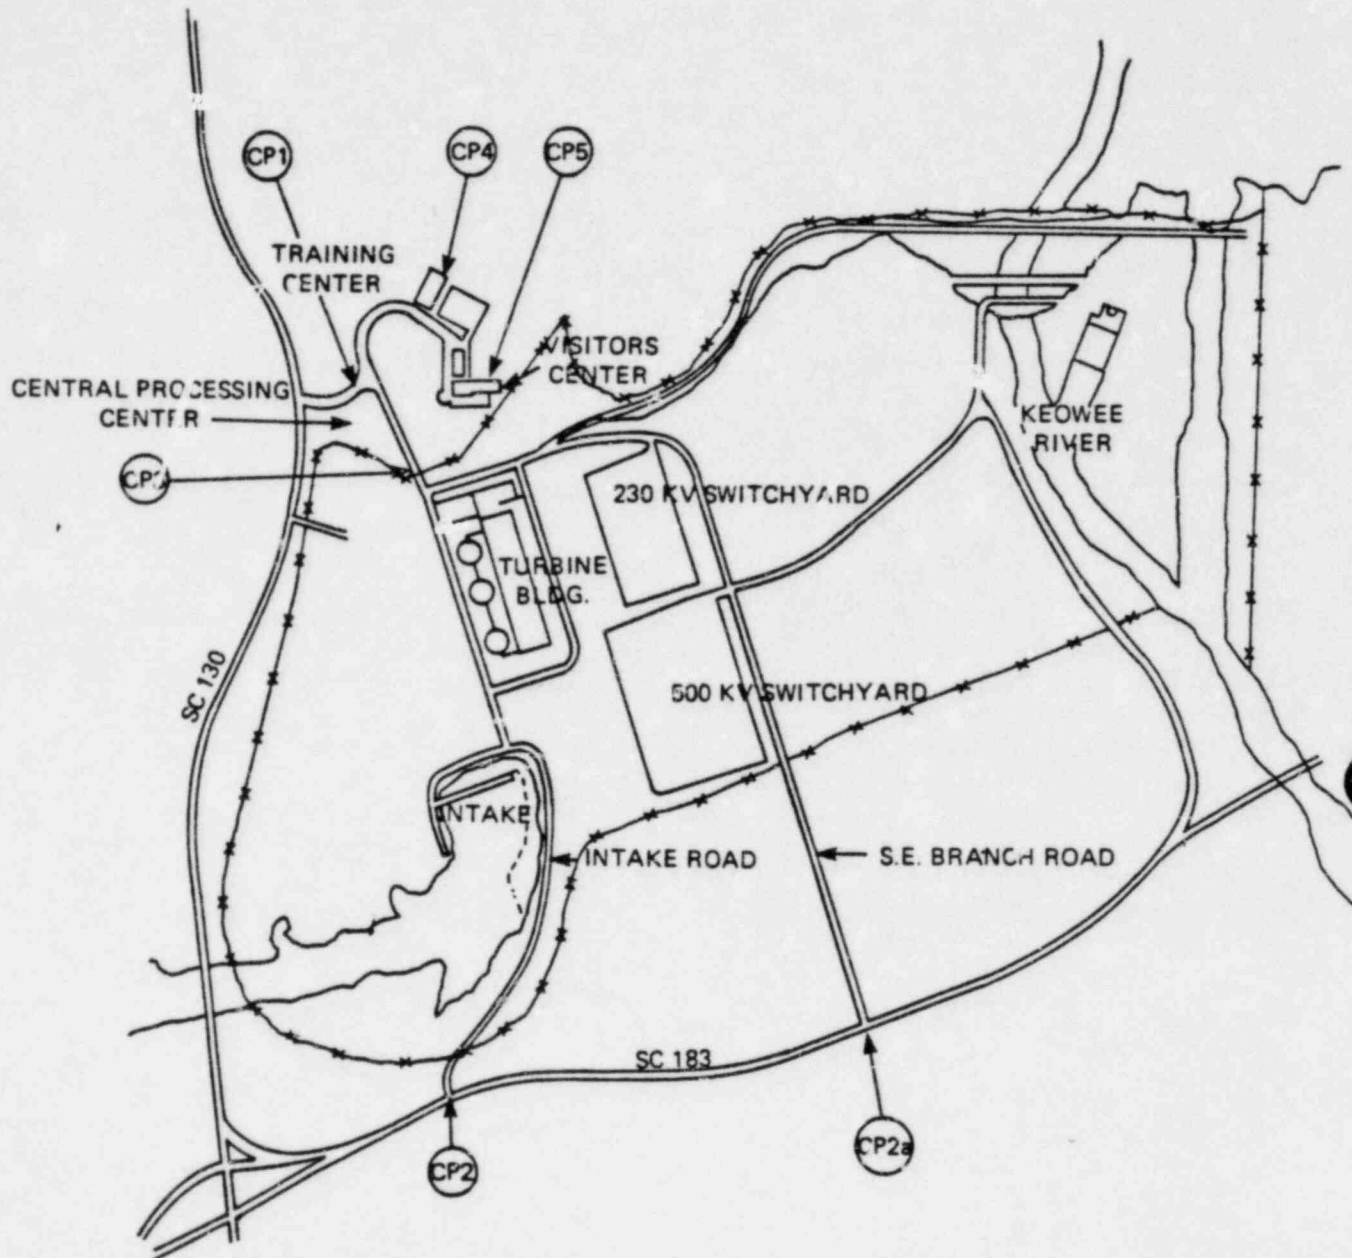 CP1
CP4
CP5
TRAINING
CENTER
VISITORS
CENTER
CENTRAL PROCESSING
CENTER
KEOWEE
RIVER
230 KV SWITCHYARD
TURBINE
BLDG.
SC 130
500 KV SWITCHYARD
INTAKE
INTAKE ROAD
S.E. BRANCH ROAD
SC 183
CP2
CP2a